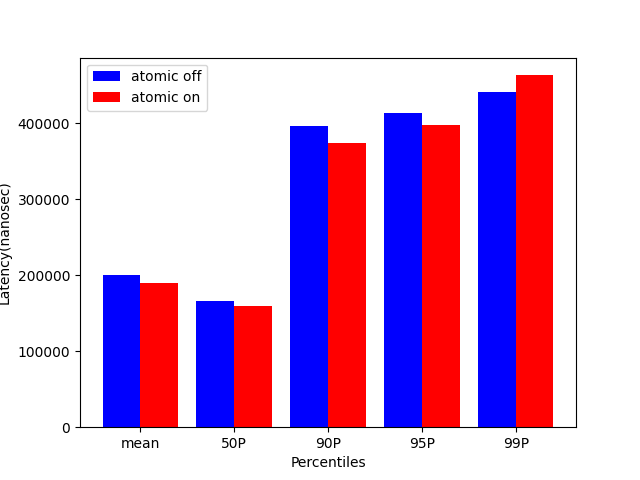 atomic off
atomic on
400000
300000
200000
100000
0
Latency(nanosec)
mean 50P 90P 95P 99P
Percentiles